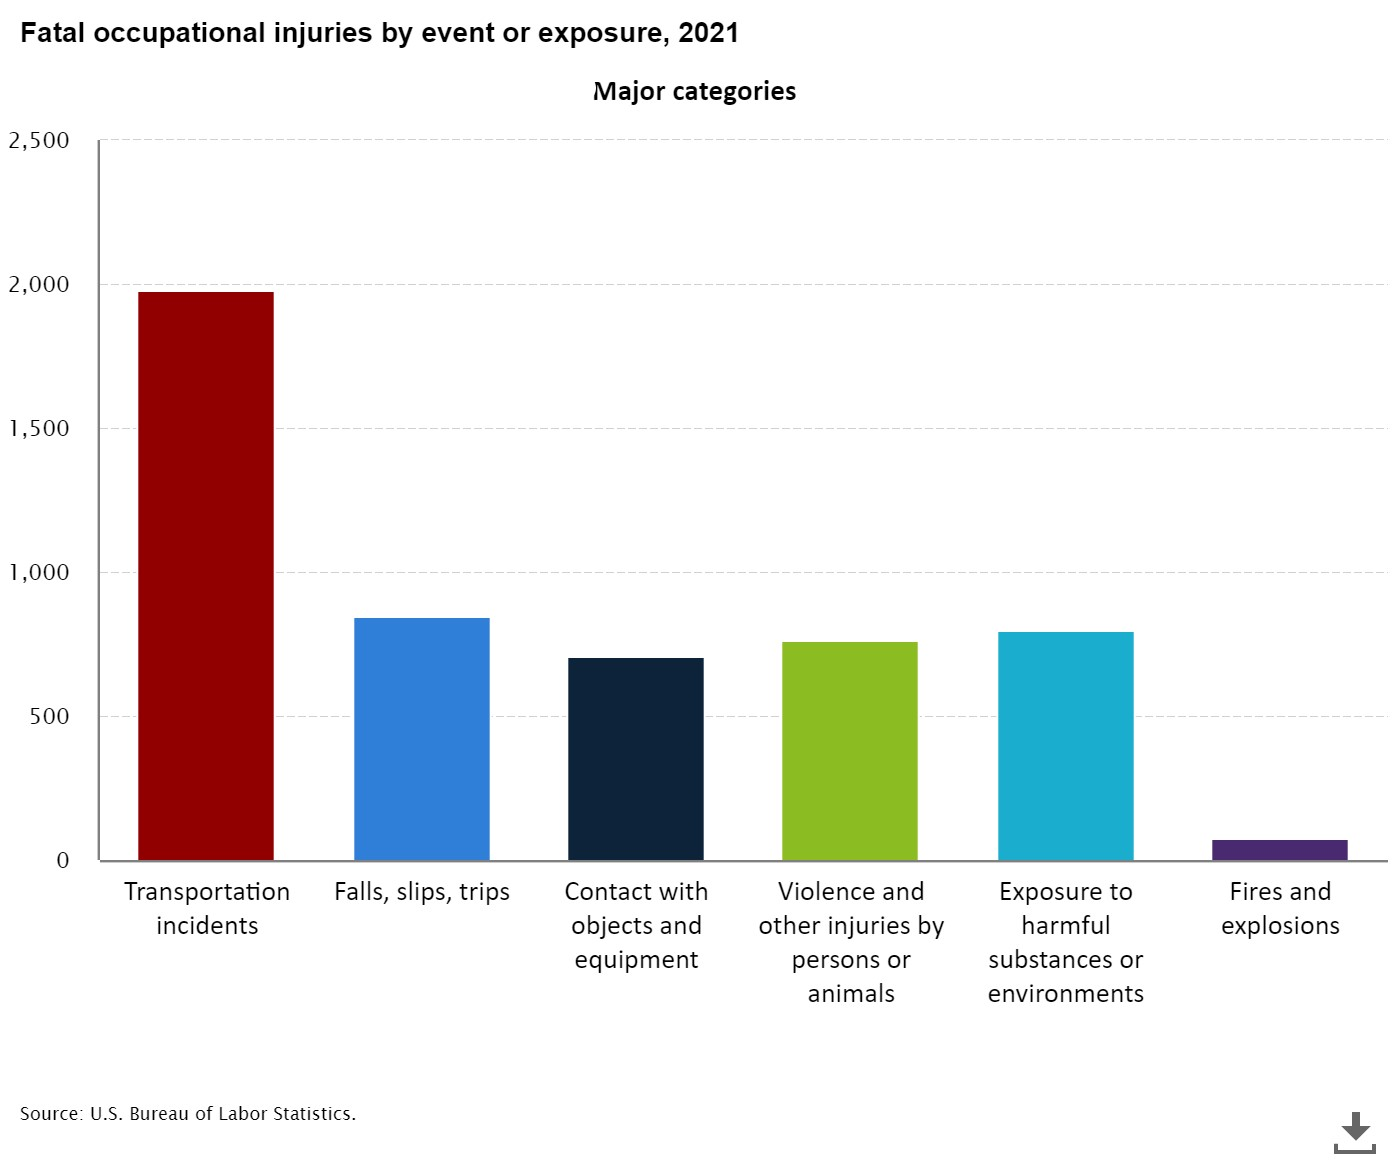 Fatal occupational injuries by event or exposure, 2021
Major categories
2,500
2,000
1,500
1,000
500
0
Transportation
incidents
Falls, slips, trips
Contact with
objects and
equipment
Violence and
other injuries by
persons or
animals
Exposure to
harmful
substances or
environments
Fires and
explosions
Source: U.S. Bureau of Labor Statistics.